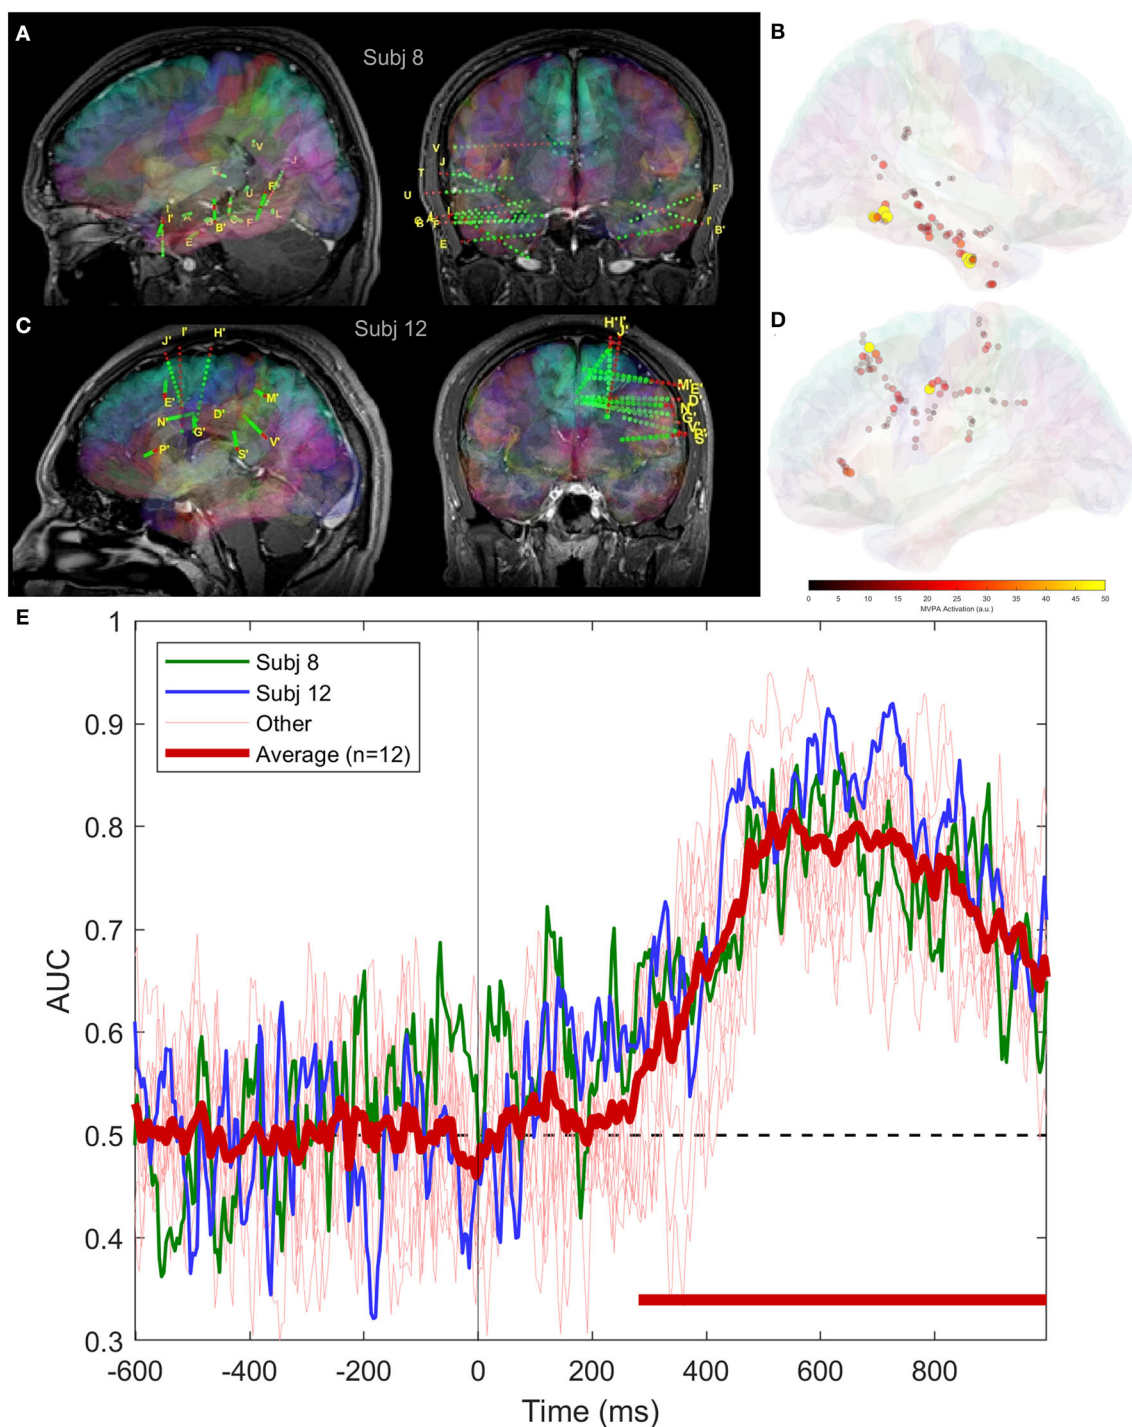 A
Subj 8
B
V
J
T
U
F'
I'
B'
E
V
J
T
U
F'
I'
B'
C
F
L
E
C
Subj 12
D
J'
I'
H'
E'
N'
G'
D'
M'
P'
S'
V'
H'
I'
J'
M'
E'
D'
N'
G'
V'
S'
0 5 10 15 20 25 30 35 40 45 50
MVPA Activation (a.u.)
E
Subj 8
Subj 12
Other
Average (n=12)
1
0.9
0.8
0.7
0.6
0.5
0.4
0.3
AUC
-600 -400 -200 0 200 400 600 800
Time (ms)